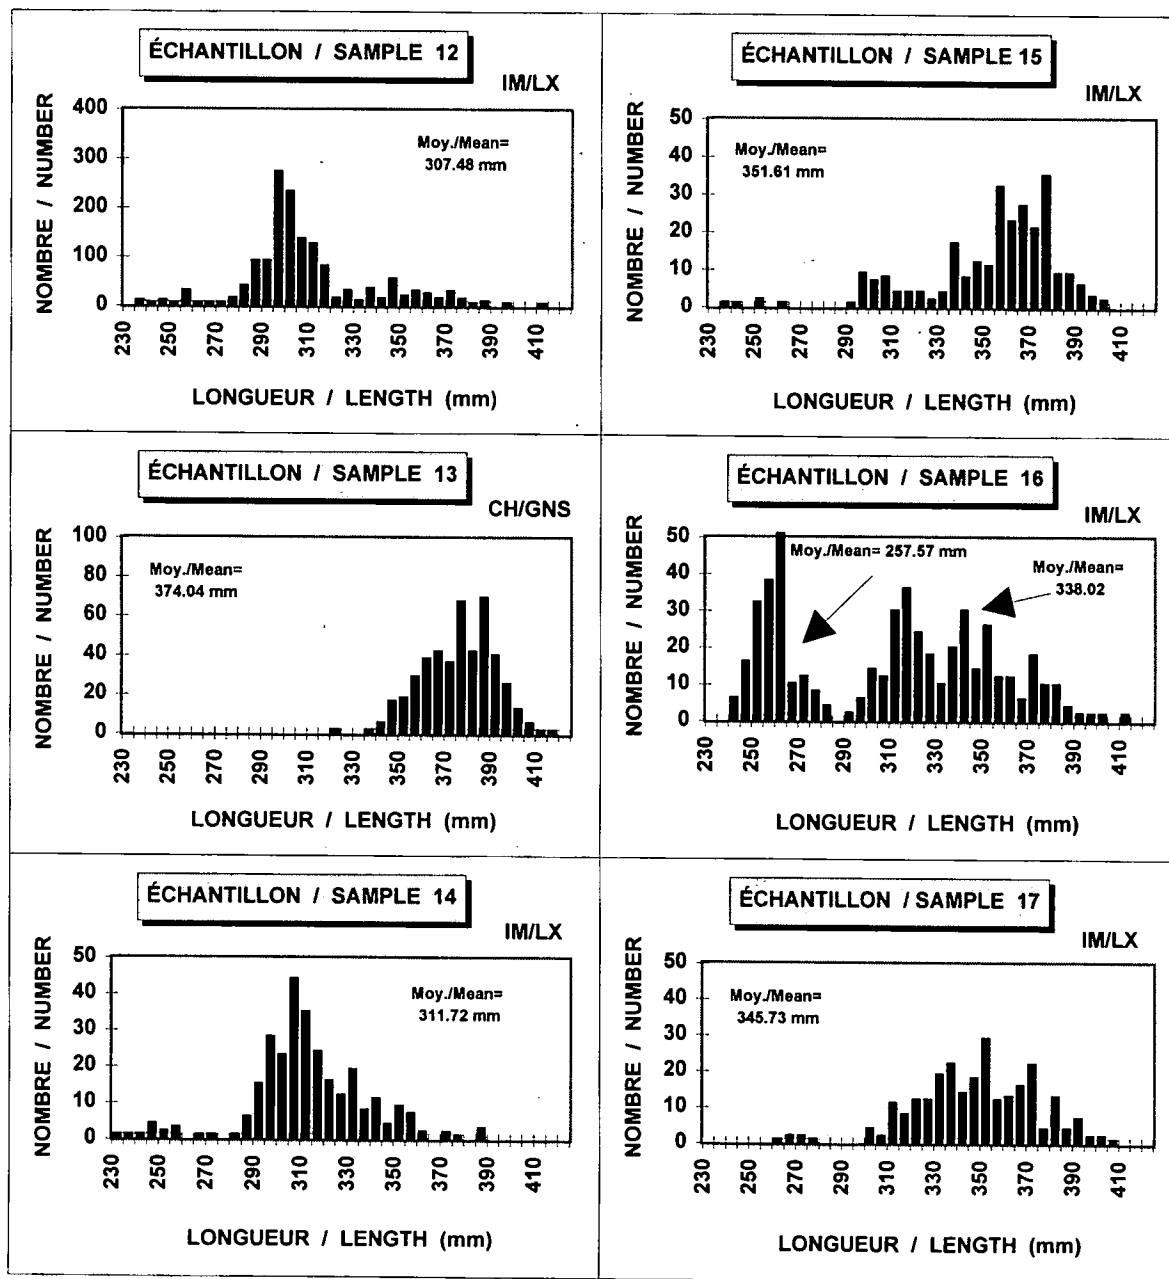 ÉCHANTILLON / SAMPLE 12
IM/LX
NOMBRE / NUMBER
400
300
200
100
0
Moy./Mean=
307.48 mm
230 250 270 290 310 330 350 370 390 410
LONGUEUR / LENGTH (mm)
ÉCHANTILLON / SAMPLE 15
IM/LX
NOMBRE / NUMBER
50
40
30
20
10
0
Moy./Mean=
351.61 mm
230 250 270 290 310 330 350 370 390 410
LONGUEUR / LENGTH (mm)
ÉCHANTILLON / SAMPLE 13
CH/GNS
NOMBRE / NUMBER
100
80
60
40
20
0
Moy./Mean=
374.04 mm
230 250 270 290 310 330 350 370 390 410
LONGUEUR / LENGTH (mm)
ÉCHANTILLON / SAMPLE 16
IM/LX
NOMBRE / NUMBER
50
40
30
20
10
0
Moy./Mean= 257.57 mm
Moy./Mean=
338.02
230 250 270 290 310 330 350 370 390 410
LONGUEUR / LENGTH (mm)
ÉCHANTILLON / SAMPLE 14
IM/LX
NOMBRE / NUMBER
50
40
30
20
10
0
Moy./Mean=
311.72 mm
230 250 270 290 310 330 350 370 390 410
LONGUEUR / LENGTH (mm)
ÉCHANTILLON / SAMPLE 17
IM/LX
NOMBRE / NUMBER
50
40
30
20
10
0
Moy./Mean=
345.73 mm
230 250 270 290 310 330 350 370 390 410
LONGUEUR / LENGTH (mm)